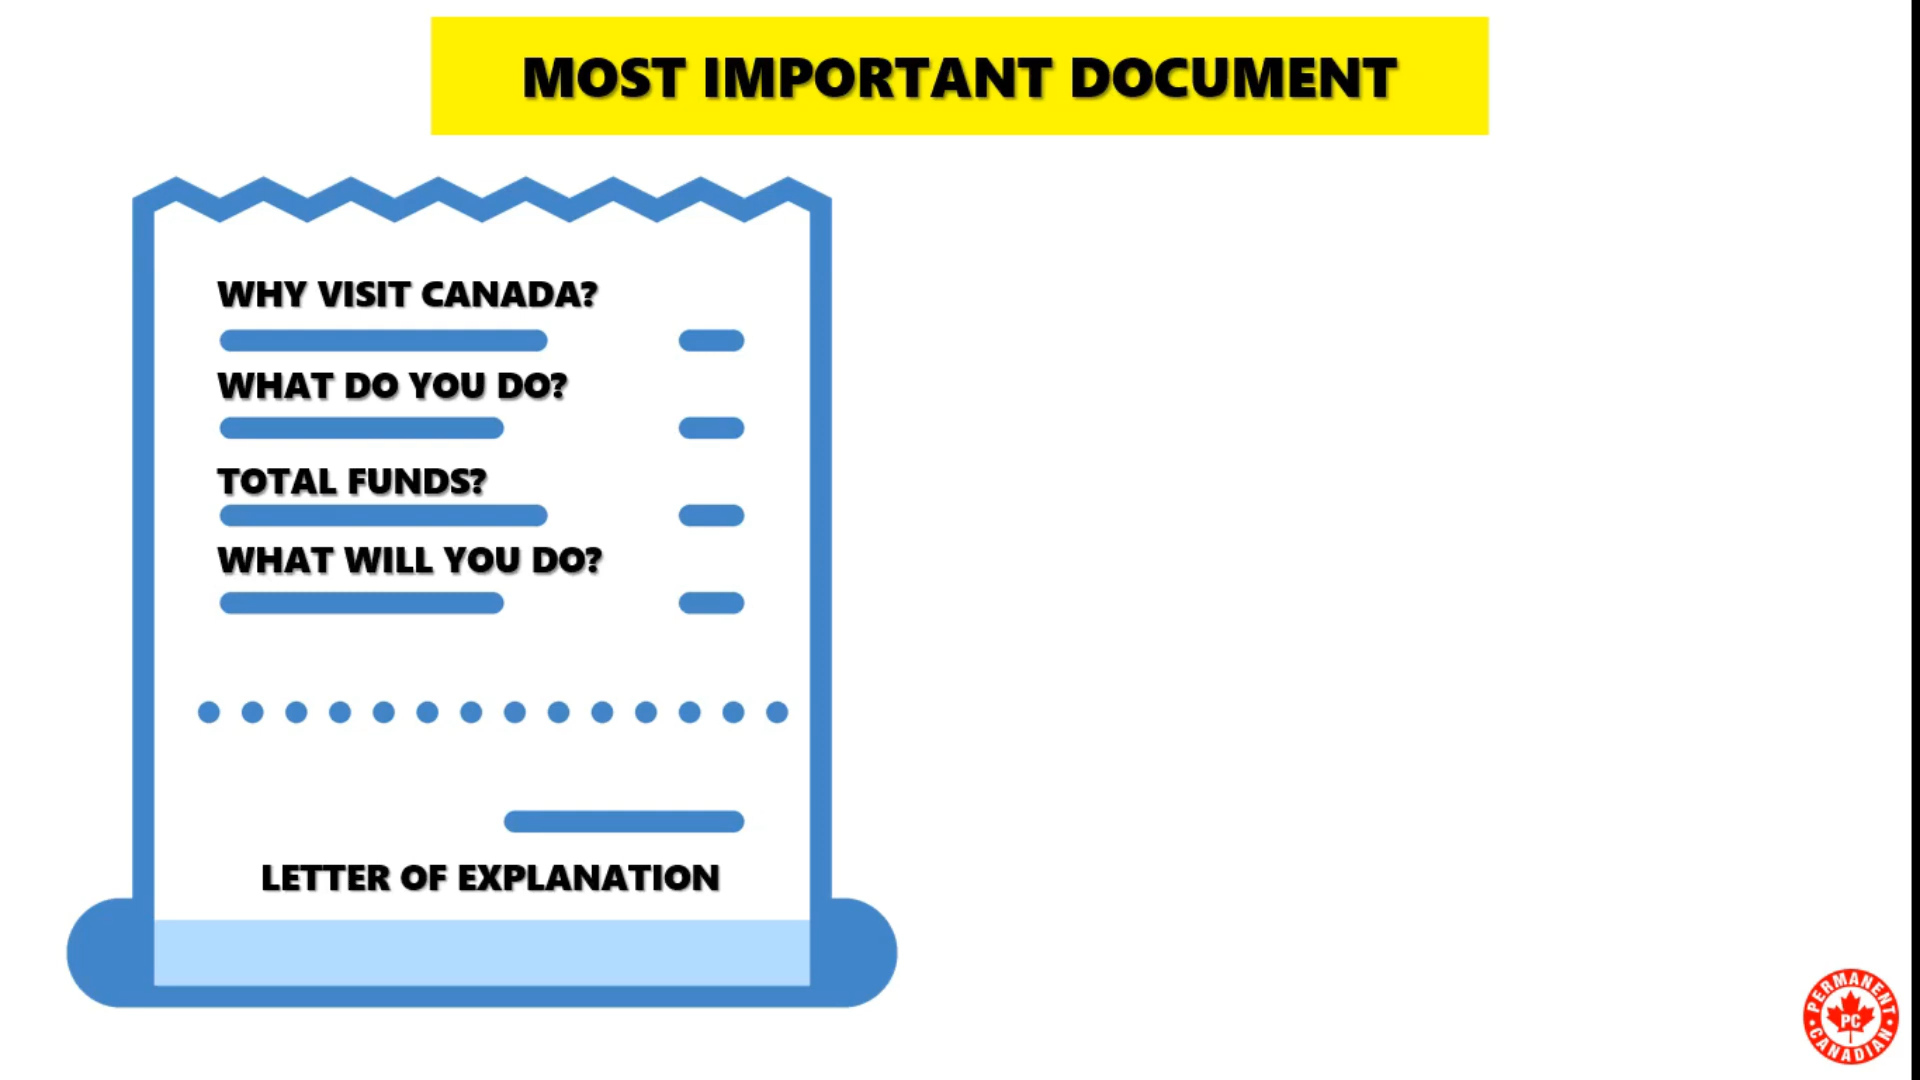 MOST IMPORTANT DOCUMENT
WHY VISIT CANADA?
WHAT DO YOU DO?
TOTAL FUNDS?
WHAT WILL YOU DO?
LETTER OF EXPLANATION
PERMANENT
PC
CANADIAN